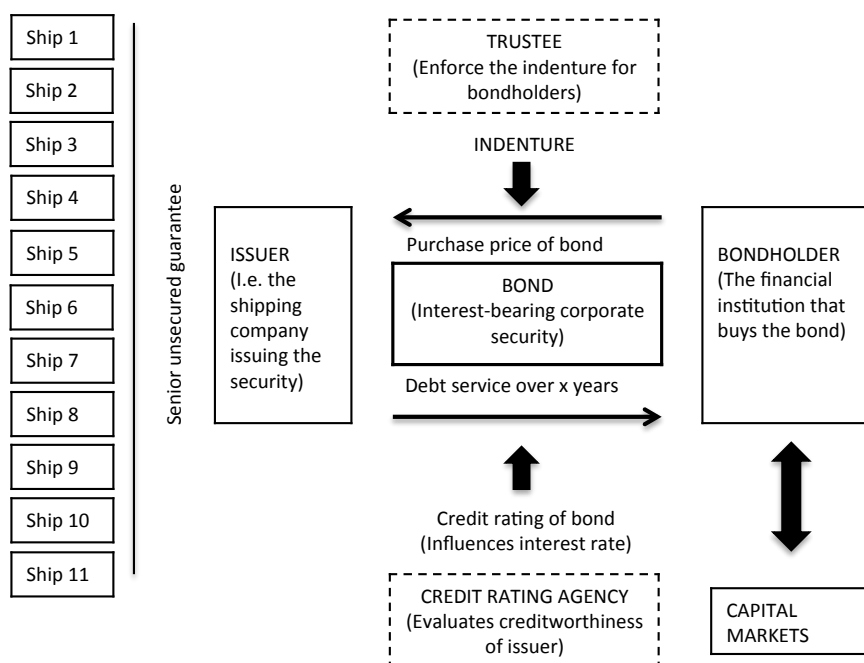 Ship 1
Ship 2
Ship 3
Ship 4
Ship 5
Ship 6
Ship 7
Ship 8
Ship 9
Ship 10
Ship 11
Senior unsecured guarantee
ISSUER
(I.e. the
shipping
company
issuing the
security)
TRUSTEE
(Enforce the indenture for
bondholders)
INDENTURE
Purchase price of bond
BOND
(Interest-bearing corporate
security)
Debt service over x years
Credit rating of bond
(Influences interest rate)
CREDIT RATING AGENCY
(Evaluates creditworthiness
of issuer)
BONDHOLDER
(The financial
institution that
buys the bond)
CAPITAL
MARKETS